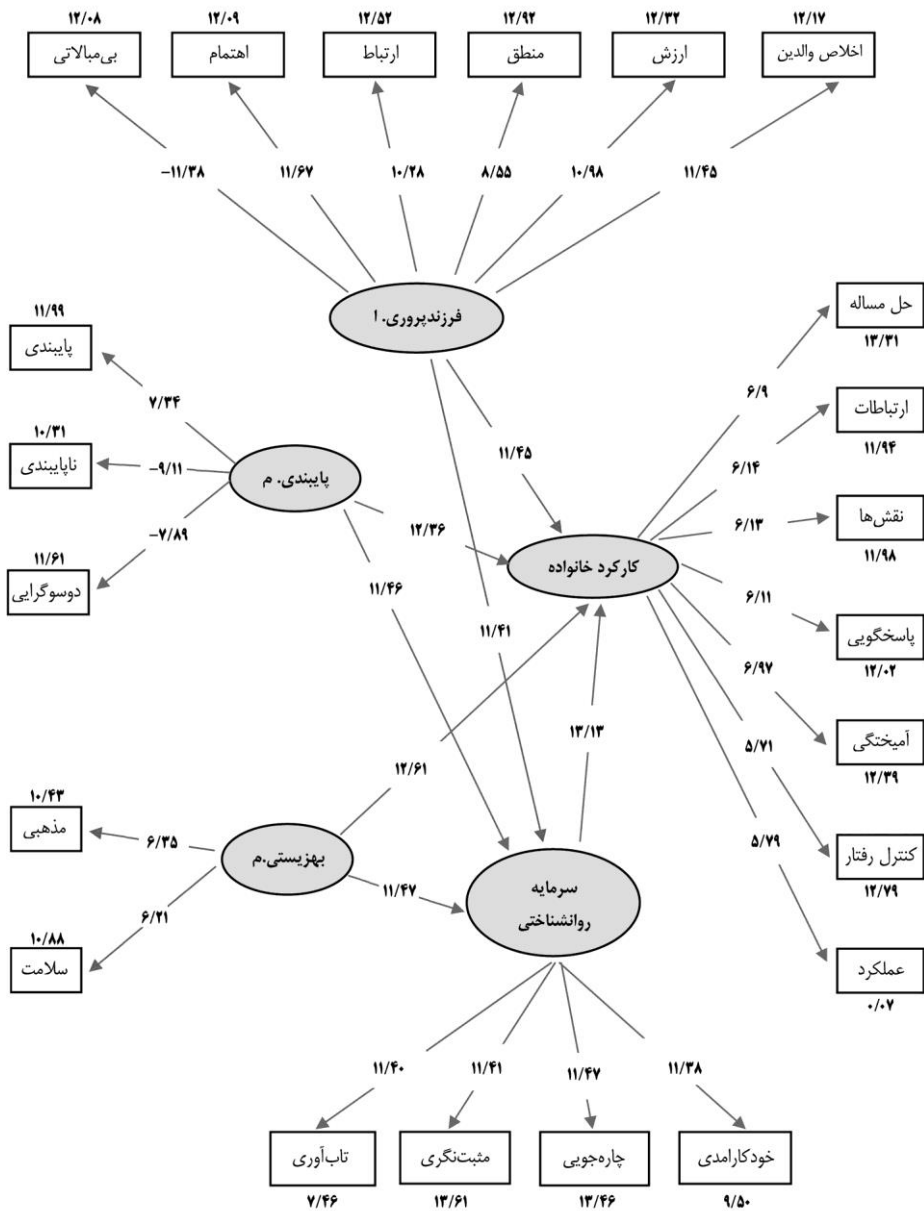 ۱۲/۱۷
۱۲/۳۲
۱۲/۹۲
۱۲/۵۲
۱۲/۰۹
۱۲/۰۸
اخلاص والدین
ارزش
منطق
ارتباط
اهتمام
بی‌مبالاتی
۱۱/۴۵
۱۰/۹۸
۸/۵۵
۱۰/۲۸
۱۱/۶۷
−۱۱/۳۸
فرزندپروری. ا
حل مساله
۱۳/۳۱
۶/۹
ارتباطات
۱۱/۹۴
۶/۱۴
نقش‌ها
۱۱/۹۸
۶/۱۳
پاسخگویی
۱۲/۰۲
۶/۱۱
آمیختگی
۱۲/۳۹
۶/۹۷
کنترل رفتار
۱۲/۷۹
۵/۷۱
عملکرد
۰/۰۷
۵/۷۹
کارکرد خانواده
۱۱/۴۵
۱۲/۳۶
۱۱/۴۱
۱۱/۴۶
۱۳/۱۳
۱۲/۶۱
۱۱/۴۷
۱۱/۹۹
پایبندی
۷/۳۴
۱۰/۳۱
ناپایبندی
−۹/۱۱
۱۱/۶۱
دوسوگرایی
−۷/۸۹
پایبندی. م
۱۰/۴۳
مذهبی
۶/۳۵
۱۰/۸۸
سلامت
۶/۲۱
بهزیستی.م
سرمایه
روانشناختی
۱۱/۳۸
۱۱/۴۷
۱۱/۴۱
۱۱/۴۰
خودکارامدی
چاره‌جویی
مثبت‌نگری
تاب‌آوری
۹/۵۰
۱۳/۴۶
۱۳/۶۱
۷/۴۶